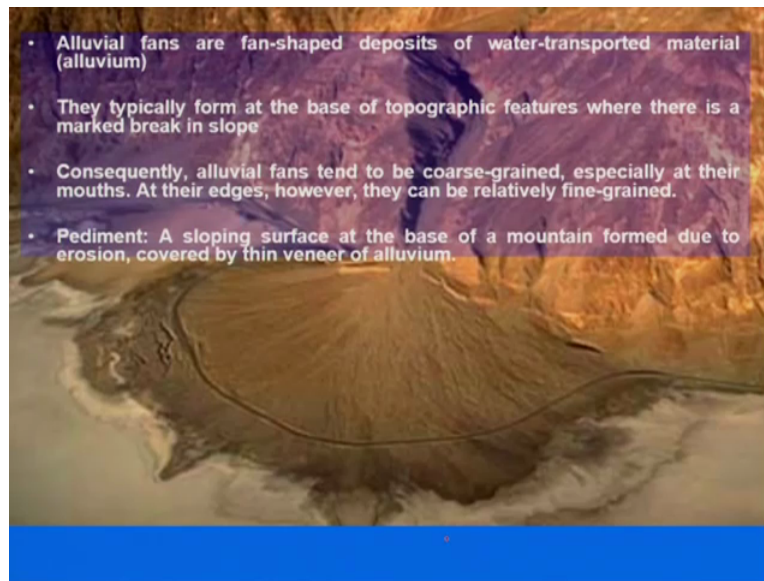 • Alluvial fans are fan-shaped deposits of water-transported material
(alluvium)
• They typically form at the base of topographic features where there is a
marked break in slope
• Consequently, alluvial fans tend to be coarse-grained, especially at their
mouths. At their edges, however, they can be relatively fine-grained.
• Pediment: A sloping surface at the base of a mountain formed due to
erosion, covered by thin veneer of alluvium.